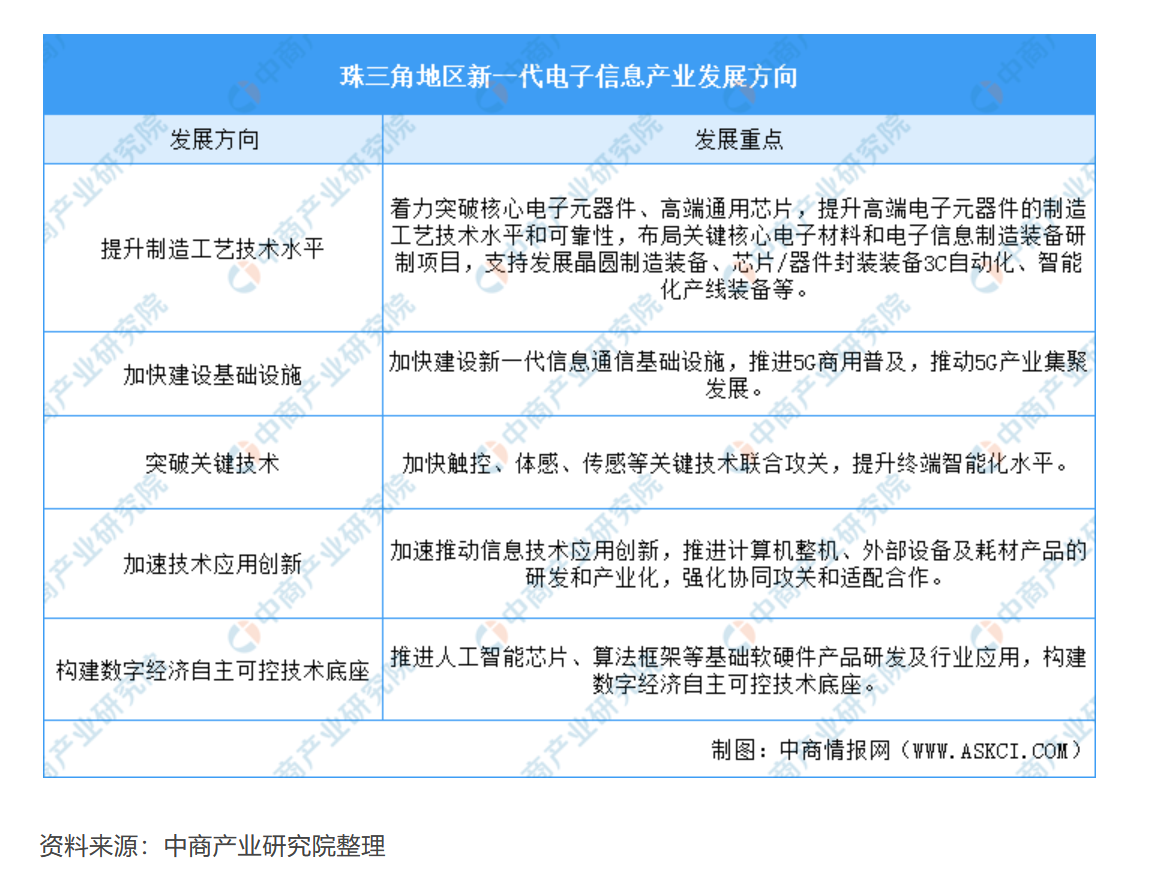 珠三角地区新一代电子信息产业发展方向
发展方向
发展重点
提升制造工艺技术水平
着力突破核心电子元器件、高端通用芯片，提升高端电子元器件的制造
工艺技术水平和可靠性，布局关键核心电子材料和电子信息制造装备研
制项目，支持发展晶圆制造装备、芯片/器件封装装备3C自动化、智能
化产线装备等。
加快建设基础设施
加快建设新一代信息通信基础设施，推进5G商用普及，推动5G产业集聚
发展。
突破关键技术
加快触控、体感、传感等关键技术联合攻关，提升终端智能化水平。
加速技术应用创新
加速推动信息技术应用创新，推进计算机整机、外部设备及耗材产品的
研发和产业化，强化协同攻关和适配合作。
构建数字经济自主可控技术底座
推进人工智能芯片、算法框架等基础软硬件产品研发及行业应用，构建
数字经济自主可控技术底座。
制图：中商情报网（WWW.ASKCI.COM）
资料来源：中商产业研究院整理